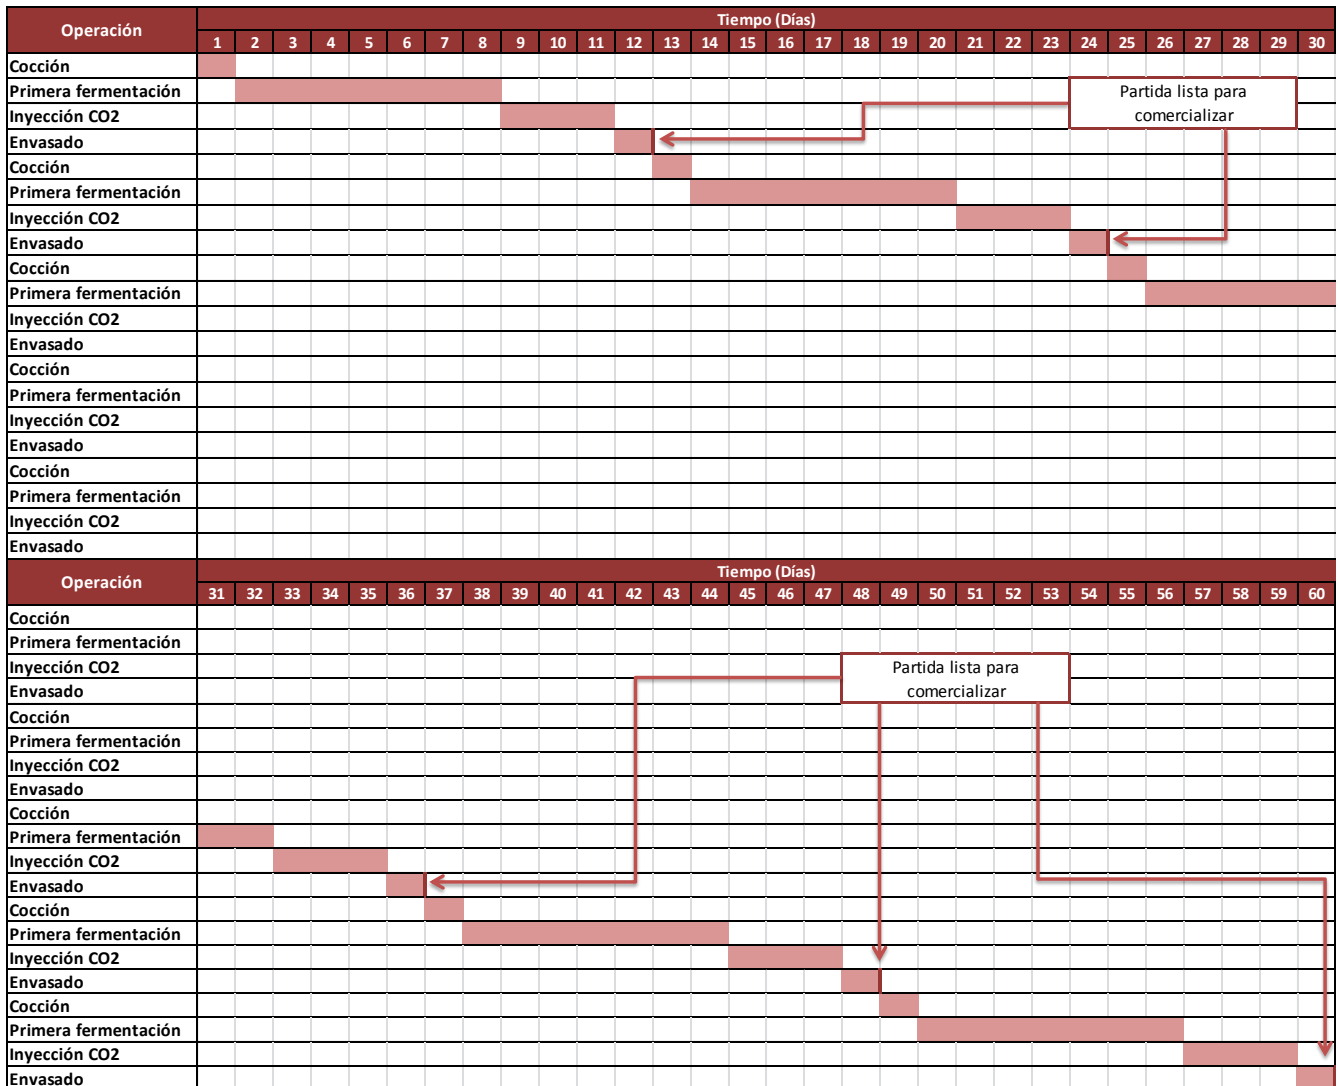 Operación
Tiempo (Días)
1 2 3 4 5 6 7 8 9 10 11 12 13 14 15 16 17 18 19 20 21 22 23 24 25 26 27 28 29 30
Cocción
Primera fermentación
Partida lista para
comercializar
Inyección CO2
Envasado
Cocción
Primera fermentación
Inyección CO2
Envasado
Cocción
Primera fermentación
Inyección CO2
Envasado
Cocción
Primera fermentación
Inyección CO2
Envasado
Cocción
Primera fermentación
Inyección CO2
Envasado
Operación
Tiempo (Días)
31 32 33 34 35 36 37 38 39 40 41 42 43 44 45 46 47 48 49 50 51 52 53 54 55 56 57 58 59 60
Cocción
Primera fermentación
Inyección CO2
Partida lista para
comercializar
Envasado
Cocción
Primera fermentación
Inyección CO2
Envasado
Cocción
Primera fermentación
Inyección CO2
Envasado
Cocción
Primera fermentación
Inyección CO2
Envasado
Cocción
Primera fermentación
Inyección CO2
Envasado